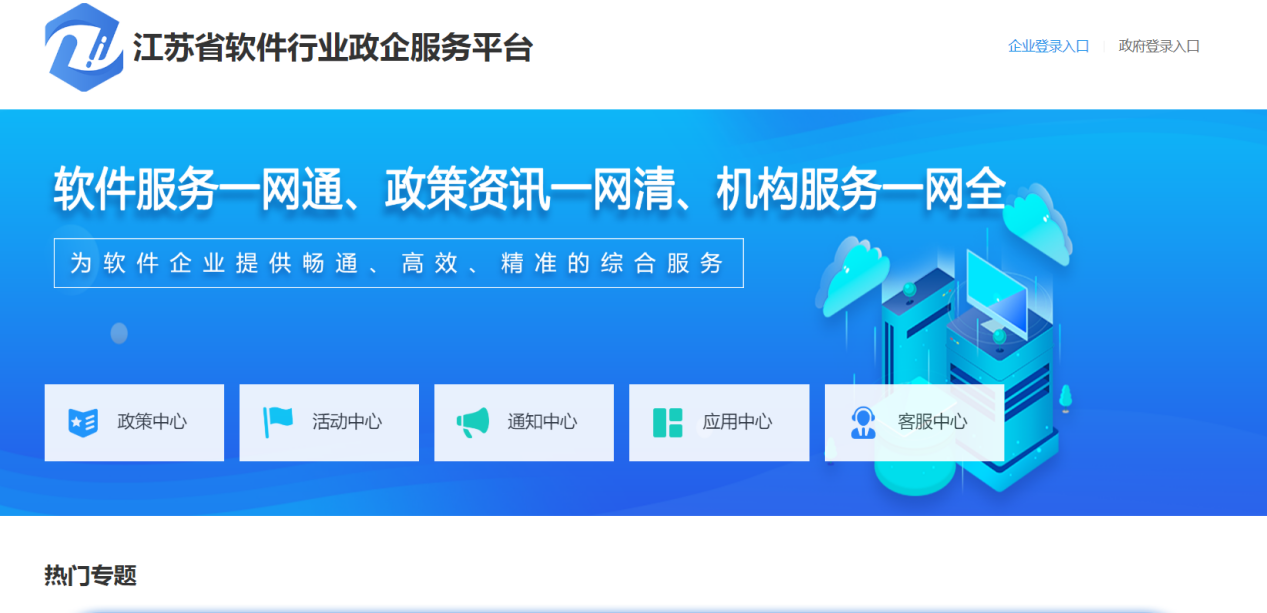 江苏省软件行业政企服务平台
企业登录入口
政府登录入口
软件服务一网通、政策资讯一网清、机构服务一网全
为软件企业提供畅通、高效、精准的综合服务
政策中心
活动中心
通知中心
应用中心
客服中心
热门专题